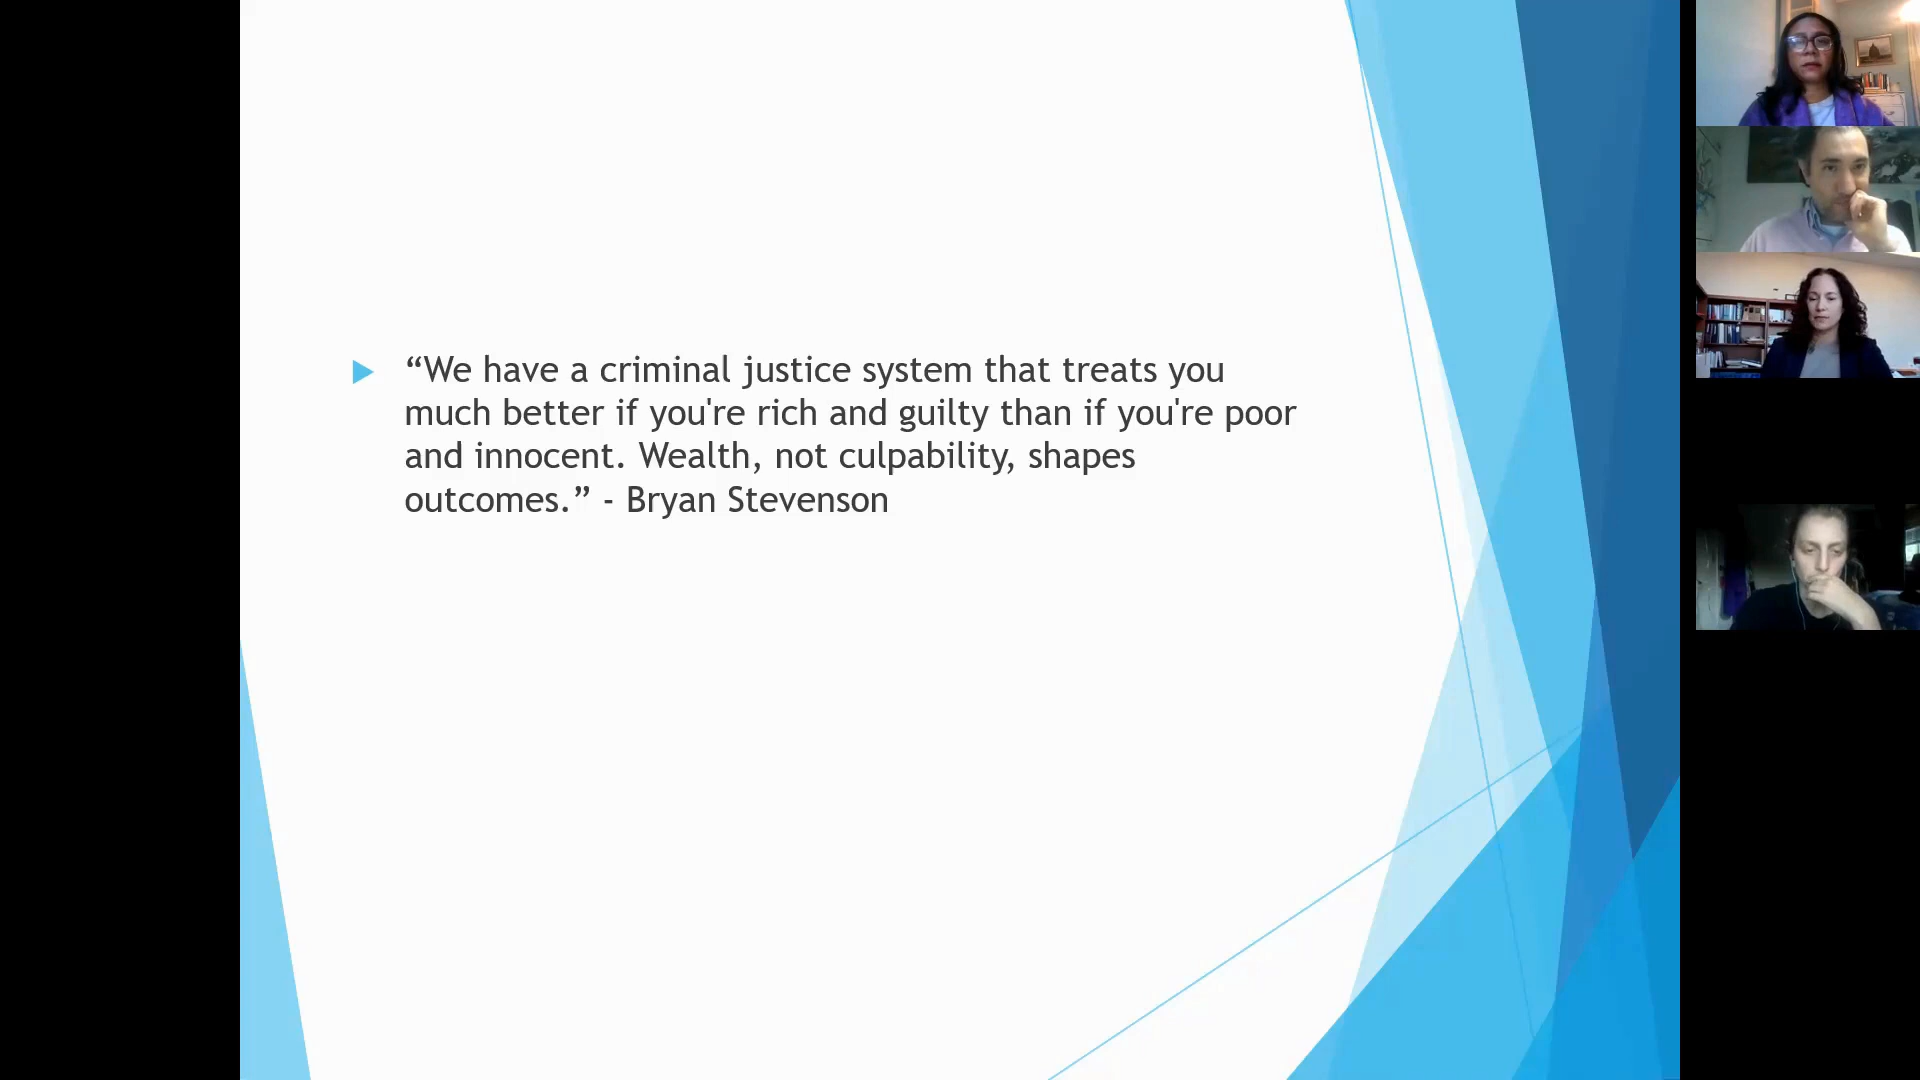 “We have a criminal justice system that treats you
much better if you're rich and guilty than if you're poor
and innocent. Wealth, not culpability, shapes
outcomes.” - Bryan Stevenson